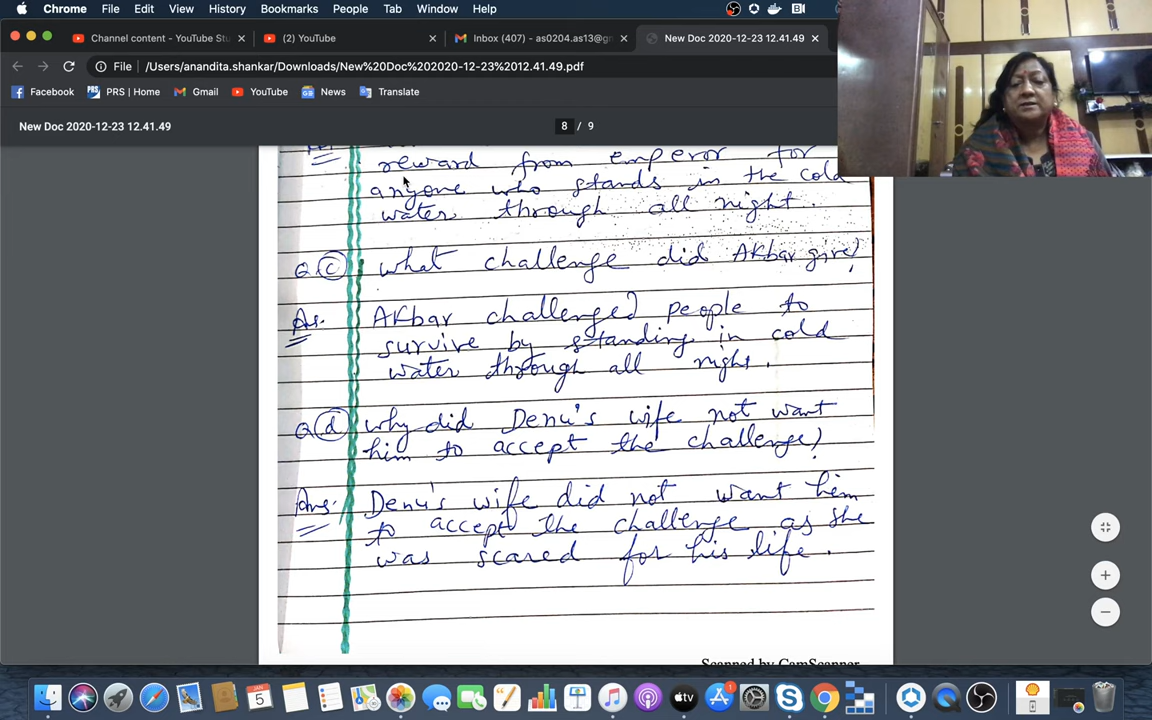 Chrome File Edit View History Bookmarks People Tab Window Help
Channel content - YouTube Stu
(2) YouTube
Inbox (407) - as0204.as13@gm
New Doc 2020-12-23 12.41.49
File /Users/anandita.shankar/Downloads/New%20Doc%202020-12-23%2012.41.49.pdf
Facebook PRS | Home Gmail YouTube News Translate
New Doc 2020-12-23 12.41.49
8 / 9
reward from emperor for
anyone who stands in the cold
water through all night.
Q (c) What challenge did Akbar give?
As. Akbar challenged people to
survive by standing in cold
water through all night.
Q (d) why did Denu's wife not want
him to accept the challenge?
Ans. Denu's wife did not want him
to accept the challenge as she
was scared for his life.
Scanned by CamScanner
JAN
5
1